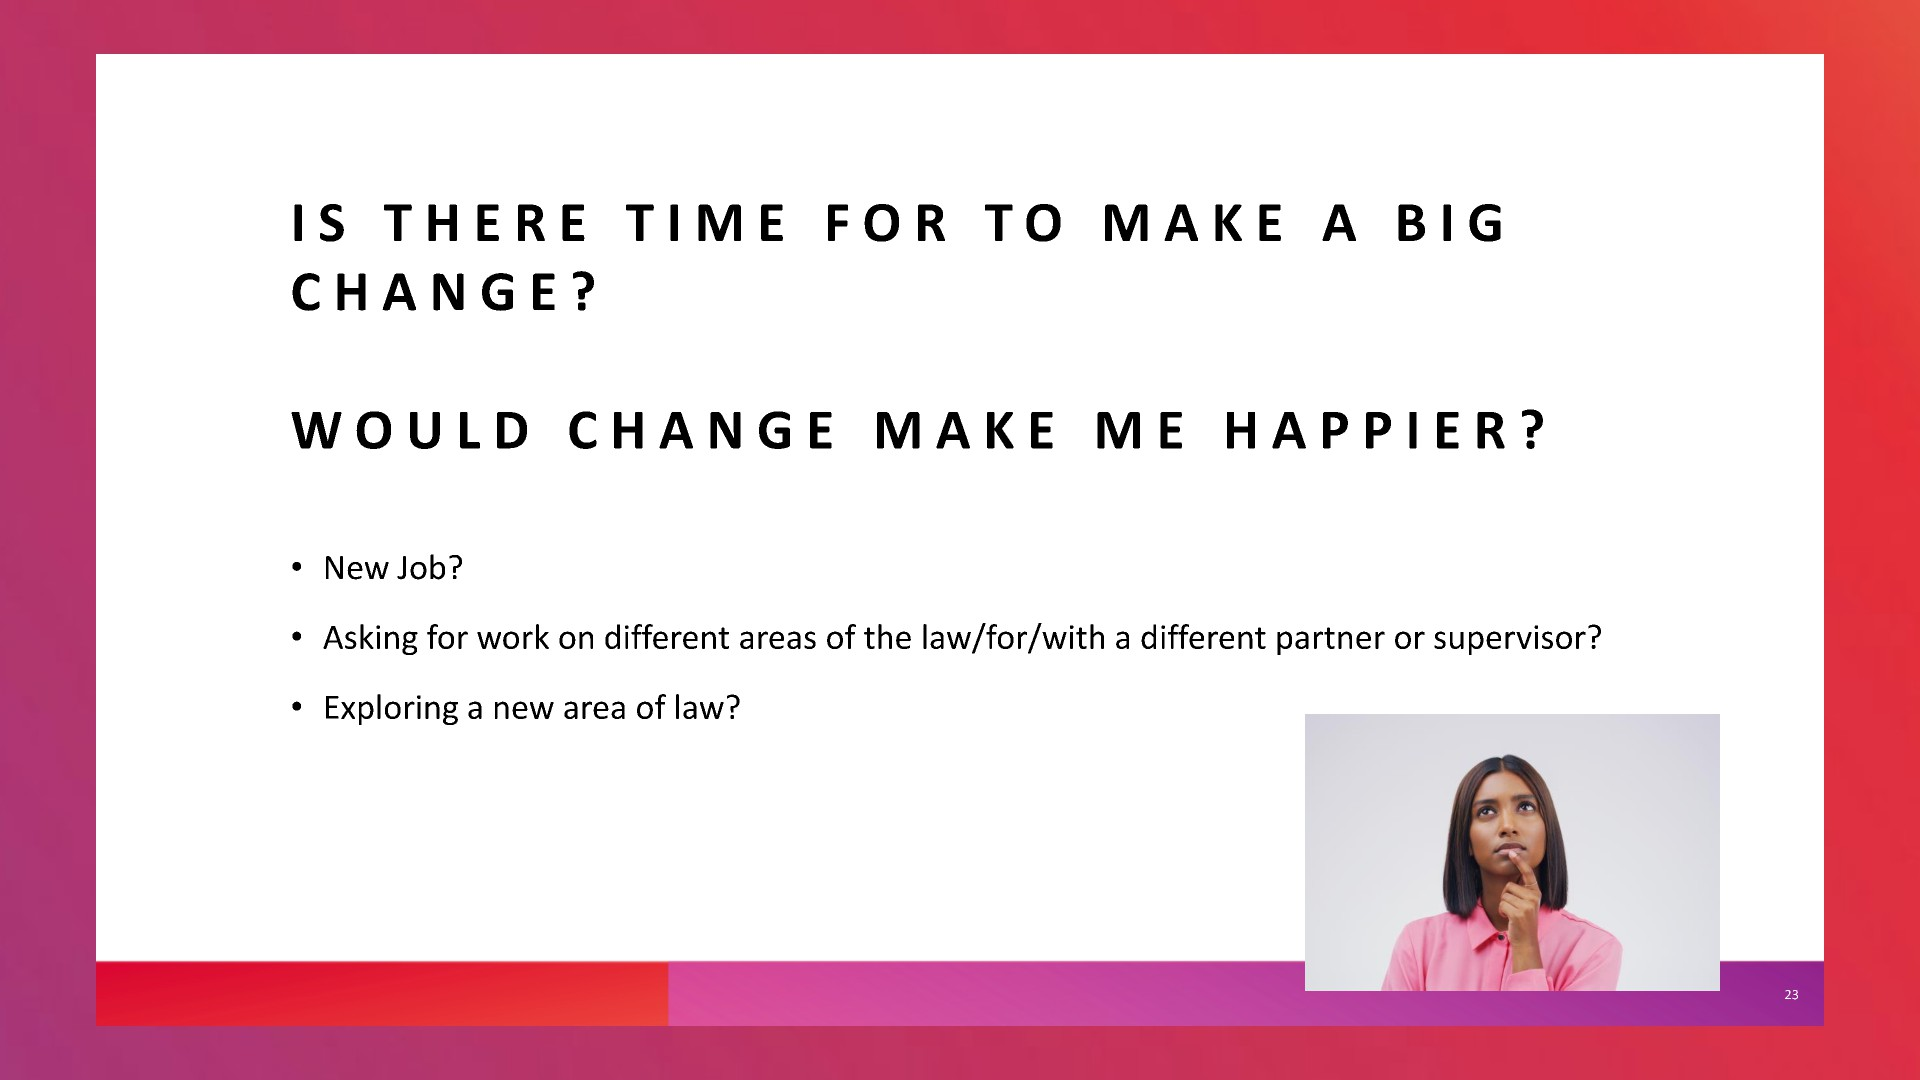 IS THERE TIME FOR TO MAKE A BIG
CHANGE?
WOULD CHANGE MAKE ME HAPPIER?
• New Job?
• Asking for work on different areas of the law/for/with a different partner or supervisor?
• Exploring a new area of law?
23